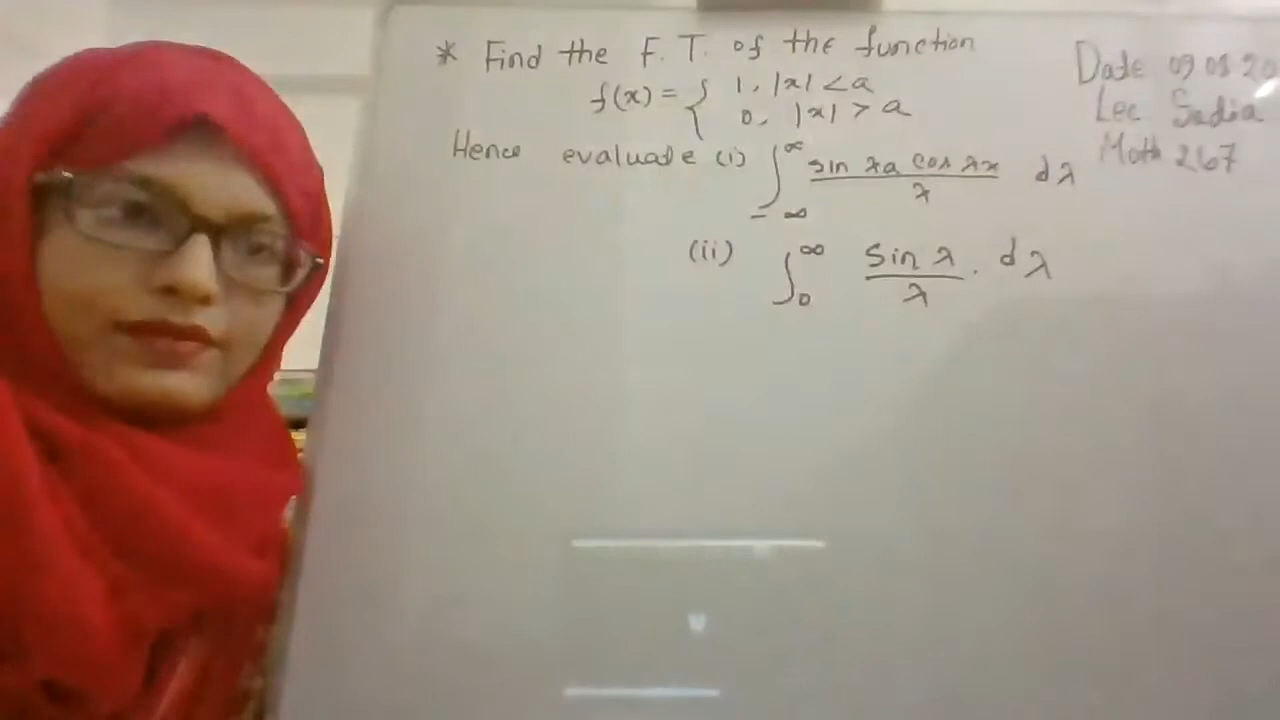 * Find the F. T. of the function
f(x) = { 1, |x| < a
0, |x| > a
Hence evaluate (i) ∫_{-∞}^{∞} sin λa cos λx / λ dλ
(ii) ∫_0^∞ sin λ / λ . dλ
Date 09 08 20
Lec Sadia
Math 267